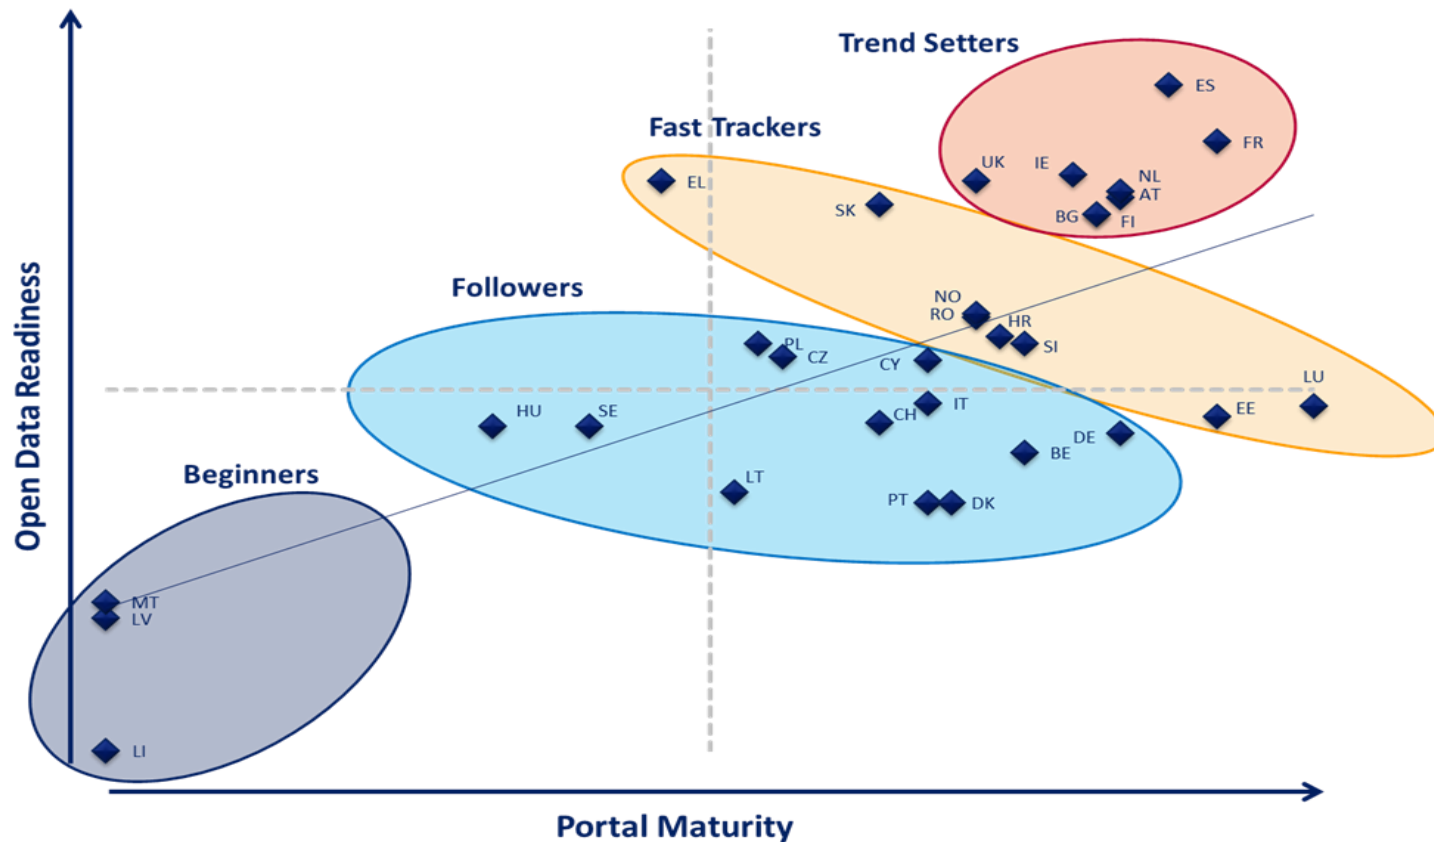 Trend Setters
ES
Fast Trackers
FR
UK
IE
NL
EL
AT
SK
BG
FI
Followers
NO
RO
HR
PL
SI
CZ
CY
LU
Open Data Readiness
HU
SE
CH
IT
EE
DE
BE
Beginners
LT
PT
DK
MT
LV
LI
Portal Maturity